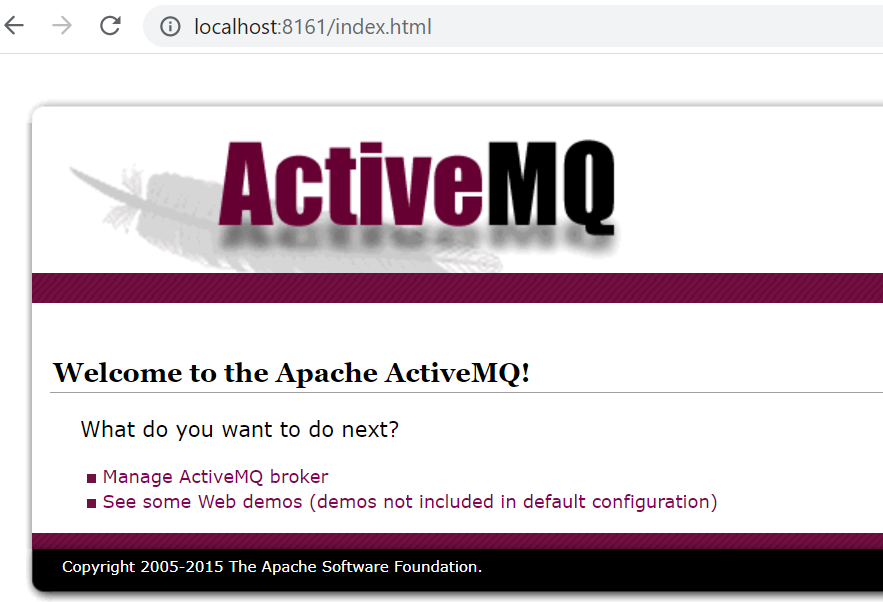 localhost:8161/index.html
ActiveMQ
Welcome to the Apache ActiveMQ!
What do you want to do next?
Manage ActiveMQ broker
See some Web demos (demos not included in default configuration)
Copyright 2005-2015 The Apache Software Foundation.